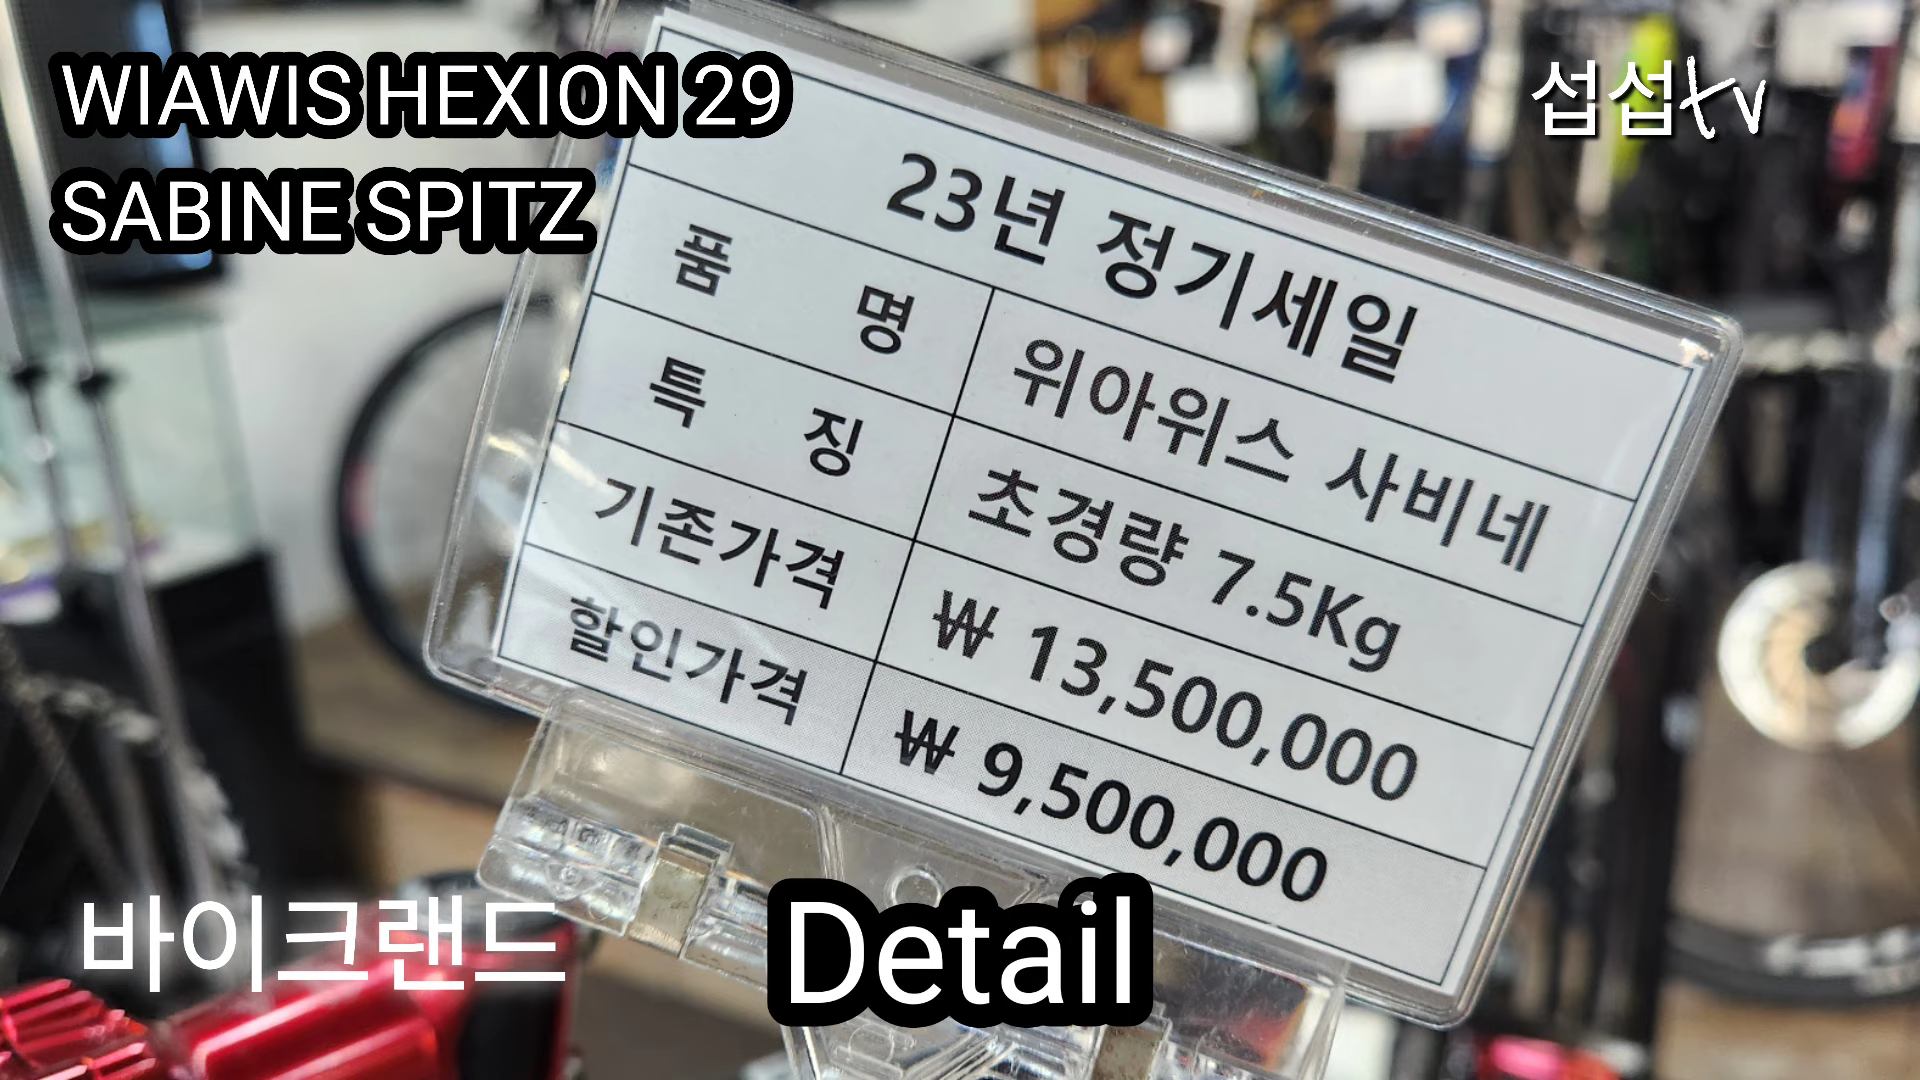 WIAWIS HEXION 29
SABINE SPITZ
섭섭tv
23년 정기세일
품 명 위아위스 사비네
특 징 초경량 7.5Kg
기존가격 ₩ 13,500,000
할인가격 ₩ 9,500,000
바이크랜드
Detail